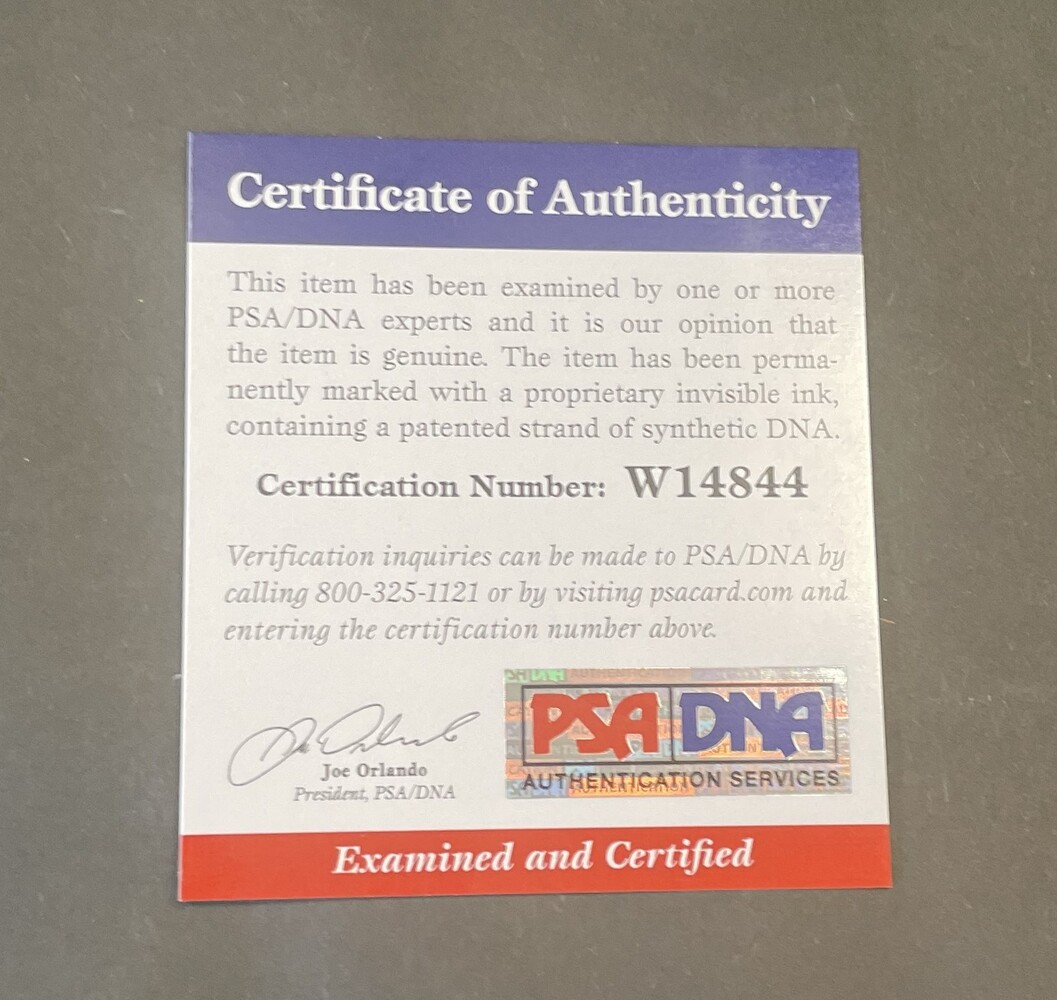 Certificate of Authenticity
This item has been examined by one or more
PSA/DNA experts and it is our opinion that
the item is genuine. The item has been perma-
nently marked with a proprietary invisible ink,
containing a patented strand of synthetic DNA.
Certification Number: W14844
Verification inquiries can be made to PSA/DNA by
calling 800-325-1121 or by visiting psacard.com and
entering the certification number above.
Joe Orlando
President, PSA/DNA
PSA DNA
AUTHENTICATION SERVICES
Examined and Certified